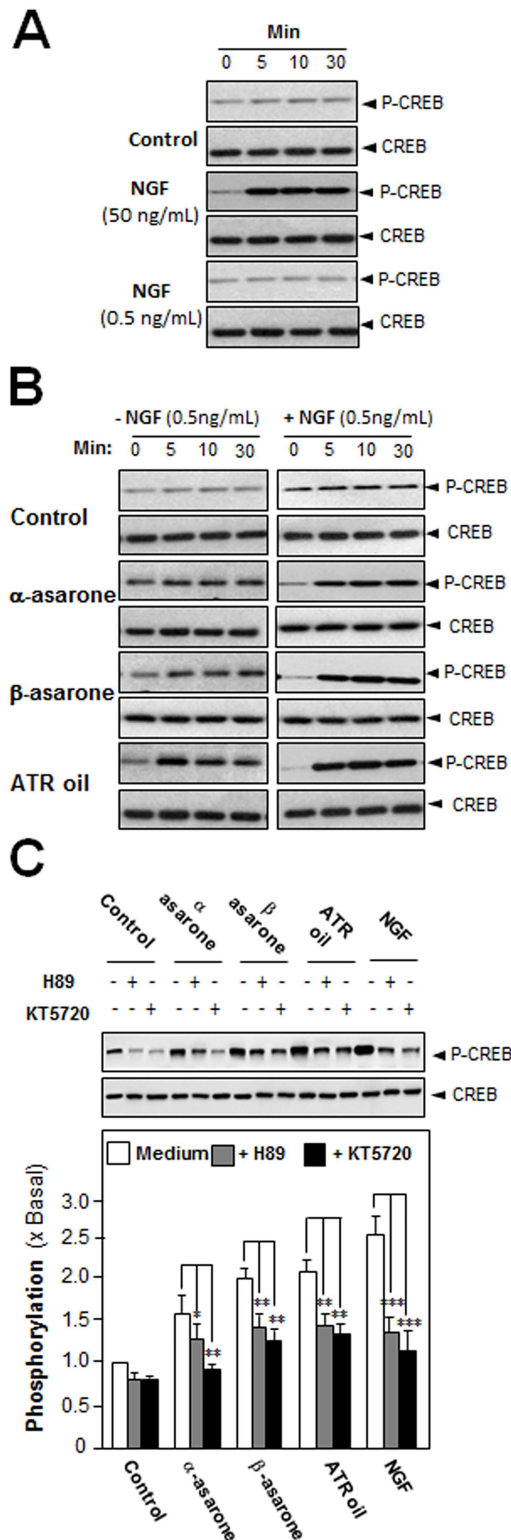 A
Min
0 5 10 30
P-CREB
Control
CREB
NGF
(50 ng/mL)
P-CREB
CREB
NGF
(0.5 ng/mL)
P-CREB
CREB
B
- NGF (0.5ng/mL) + NGF (0.5ng/mL)
Min: 0 5 10 30 0 5 10 30
Control
P-CREB
CREB
α-asarone
P-CREB
CREB
β-asarone
P-CREB
CREB
ATR oil
P-CREB
CREB
C
Control α asarone β asarone ATR oil NGF
H89 - + - - + - - + - - + - - + -
KT5720 - - + - - + - - + - - + - - +
P-CREB
CREB
Medium + H89 + KT5720
Phosphorylation (x Basal)
3.0
2.5
2.0
1.5
1.0
0.5
0
* ** ** ** ** ** *** ***
Control α-asarone β-asarone ATR oil NGF